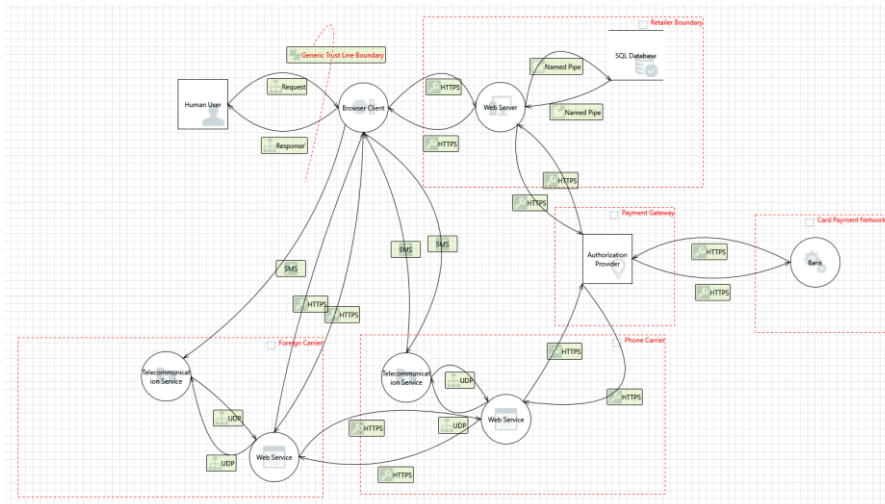 Retailer Boundary
Generic Trust Line Boundary
SQL Database
Named Pipe
Request
HTTPS
Human User
Browser Client
Web Server
Named Pipe
Response'
HTTPS
HTTPS
HTTPS
Payment Gateway
Card Payment Network
SMS
SMS
HTTPS
Authorization
Provider
Bank
SMS
HTTPS
HTTPS
HTTPS
Foreign Carrier
Phone Carrier
HTTPS
Telecommunicat
ion Service
Telecommunicat
ion Service
UDP
HTTPS
UDP
HTTPS
UDP
Web Service
UDP
Web Service
HTTPS